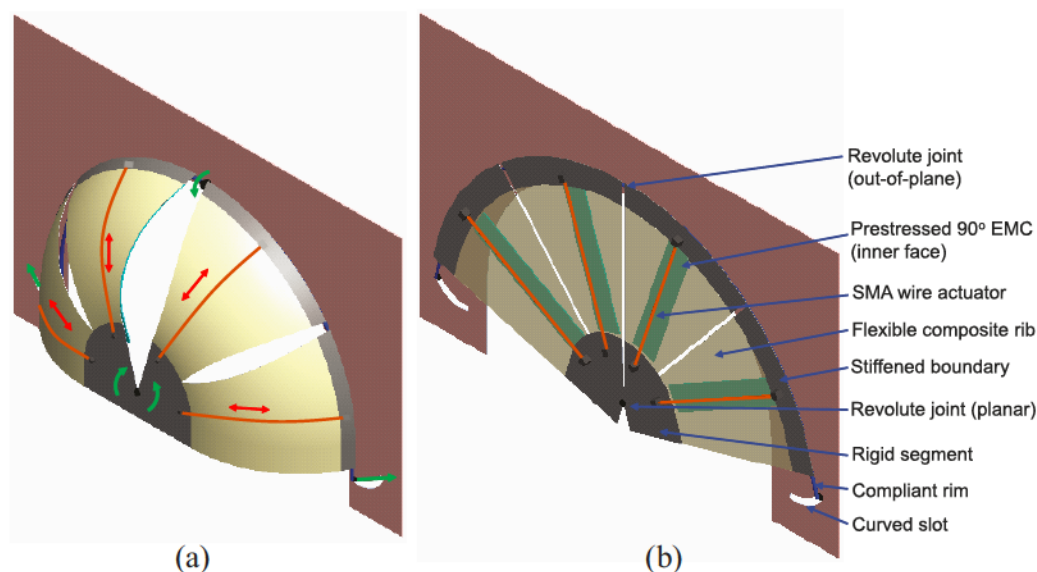 Revolute joint
(out-of-plane)
Prestressed 90º EMC
(inner face)
SMA wire actuator
Flexible composite rib
Stiffened boundary
Revolute joint (planar)
Rigid segment
Compliant rim
Curved slot
(a)
(b)